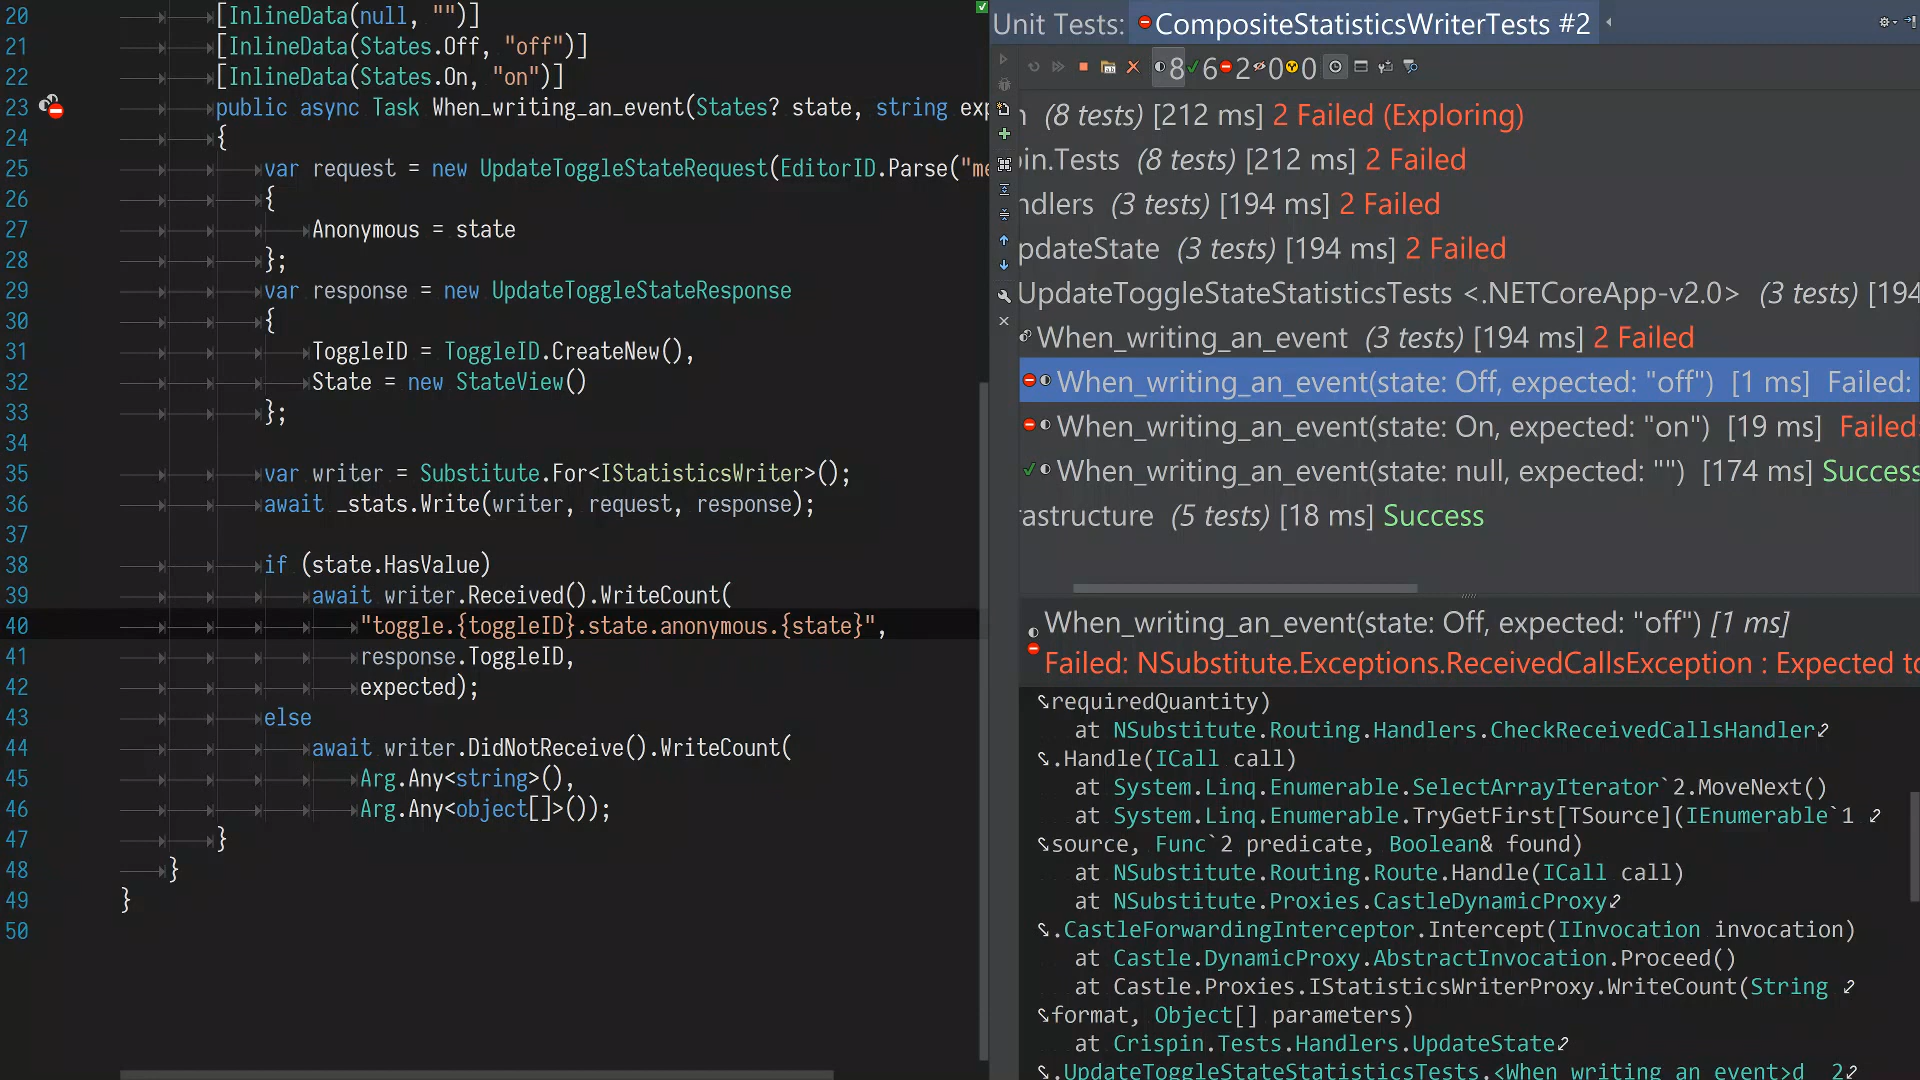 20 [InlineData(null, "")]
21 [InlineData(States.Off, "off")]
22 [InlineData(States.On, "on")]
23 public async Task When_writing_an_event(States? state, string exp
24 {
25 var request = new UpdateToggleStateRequest(EditorID.Parse("me
26 {
27 Anonymous = state
28 };
29 var response = new UpdateToggleStateResponse
30 {
31 ToggleID = ToggleID.CreateNew(),
32 State = new StateView()
33 };
34
35 var writer = Substitute.For<IStatisticsWriter>();
36 await _stats.Write(writer, request, response);
37
38 if (state.HasValue)
39 await writer.Received().WriteCount(
40 "toggle.{toggleID}.state.anonymous.{state}",
41 response.ToggleID,
42 expected);
43 else
44 await writer.DidNotReceive().WriteCount(
45 Arg.Any<string>(),
46 Arg.Any<object[]>());
47 }
48 }
49 }
50
Unit Tests: CompositeStatisticsWriterTests #2
8 6 2 0 0
n (8 tests) [212 ms] 2 Failed (Exploring)
pin.Tests (8 tests) [212 ms] 2 Failed
ndlers (3 tests) [194 ms] 2 Failed
pdateState (3 tests) [194 ms] 2 Failed
UpdateToggleStateStatisticsTests <.NETCoreApp-v2.0> (3 tests) [194
When_writing_an_event (3 tests) [194 ms] 2 Failed
When_writing_an_event(state: Off, expected: "off") [1 ms] Failed:
When_writing_an_event(state: On, expected: "on") [19 ms] Failed
When_writing_an_event(state: null, expected: "") [174 ms] Success
rastructure (5 tests) [18 ms] Success
When_writing_an_event(state: Off, expected: "off") [1 ms]
Failed: NSubstitute.Exceptions.ReceivedCallsException : Expected to
requiredQuantity)
at NSubstitute.Routing.Handlers.CheckReceivedCallsHandler
.Handle(ICall call)
at System.Linq.Enumerable.SelectArrayIterator`2.MoveNext()
at System.Linq.Enumerable.TryGetFirst[TSource](IEnumerable`1
source, Func`2 predicate, Boolean& found)
at NSubstitute.Routing.Route.Handle(ICall call)
at NSubstitute.Proxies.CastleDynamicProxy
.CastleForwardingInterceptor.Intercept(IInvocation invocation)
at Castle.DynamicProxy.AbstractInvocation.Proceed()
at Castle.Proxies.IStatisticsWriterProxy.WriteCount(String
format, Object[] parameters)
at Crispin.Tests.Handlers.UpdateState
.UpdateToggleStateStatisticsTests.<When_writing_an_event>d__2